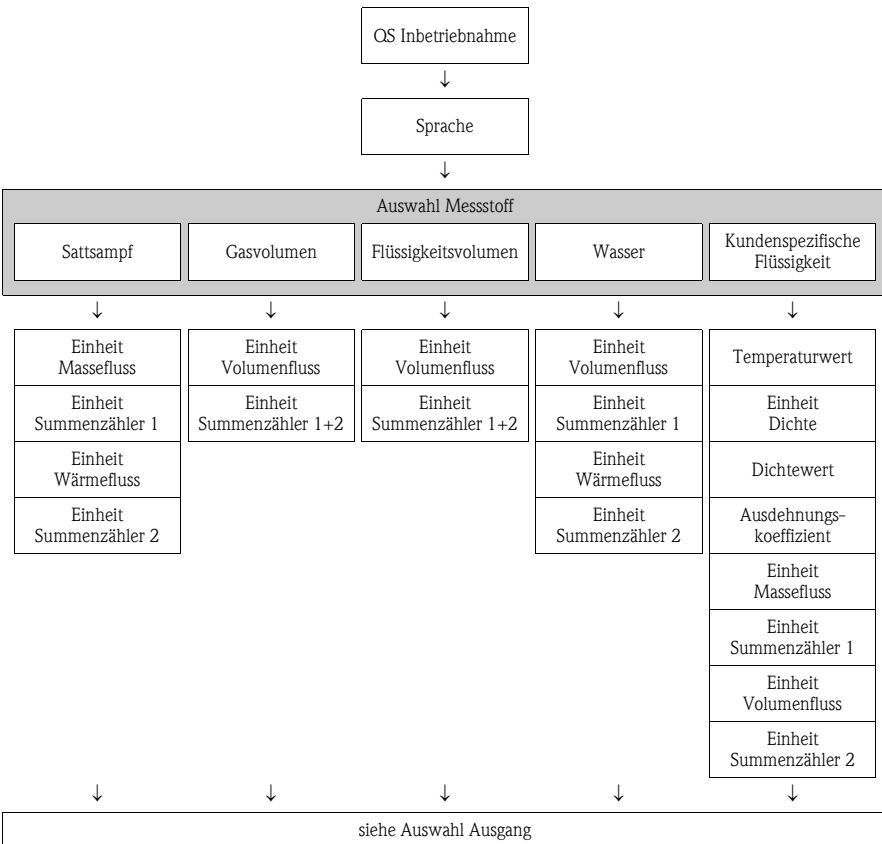 QS Inbetriebnahme
Sprache
Auswahl Messstoff
Sattsampf
Gasvolumen
Flüssigkeitsvolumen
Wasser
Kundenspezifische
Flüssigkeit
Einheit
Massefluss
Einheit
Summenzähler 1
Einheit
Wärmefluss
Einheit
Summenzähler 2
Einheit
Volumenfluss
Einheit
Summenzähler 1+2
Einheit
Volumenfluss
Einheit
Summenzähler 1+2
Einheit
Volumenfluss
Einheit
Summenzähler 1
Einheit
Wärmefluss
Einheit
Summenzähler 2
Temperaturwert
Einheit
Dichte
Dichtewert
Ausdehnungs-
koeffizient
Einheit
Massefluss
Einheit
Summenzähler 1
Einheit
Volumenfluss
Einheit
Summenzähler 2
siehe Auswahl Ausgang